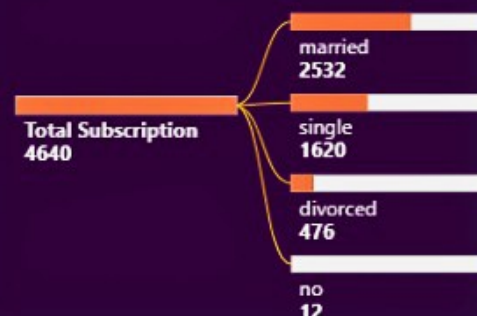 married
2532
Total Subscription
4640
single
1620
divorced
476
no
12